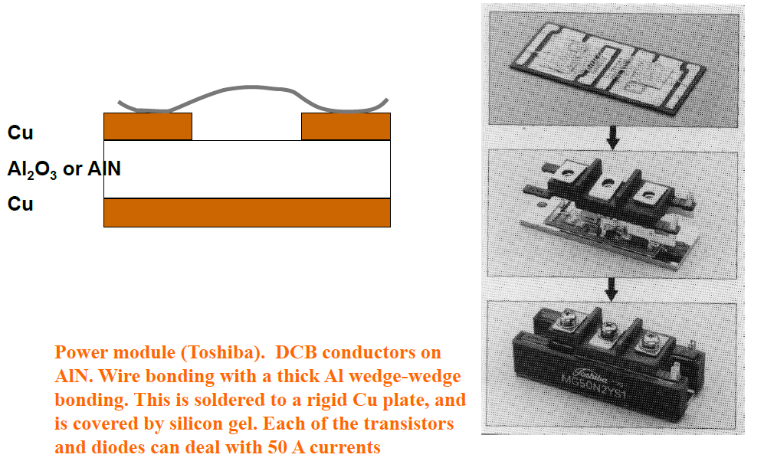 Cu
Al₂O₃ or AlN
Cu
Power module (Toshiba). DCB conductors on
AlN. Wire bonding with a thick Al wedge-wedge
bonding. This is soldered to a rigid Cu plate, and
is covered by silicon gel. Each of the transistors
and diodes can deal with 50 A currents
Toshiba
MG50N2YS1